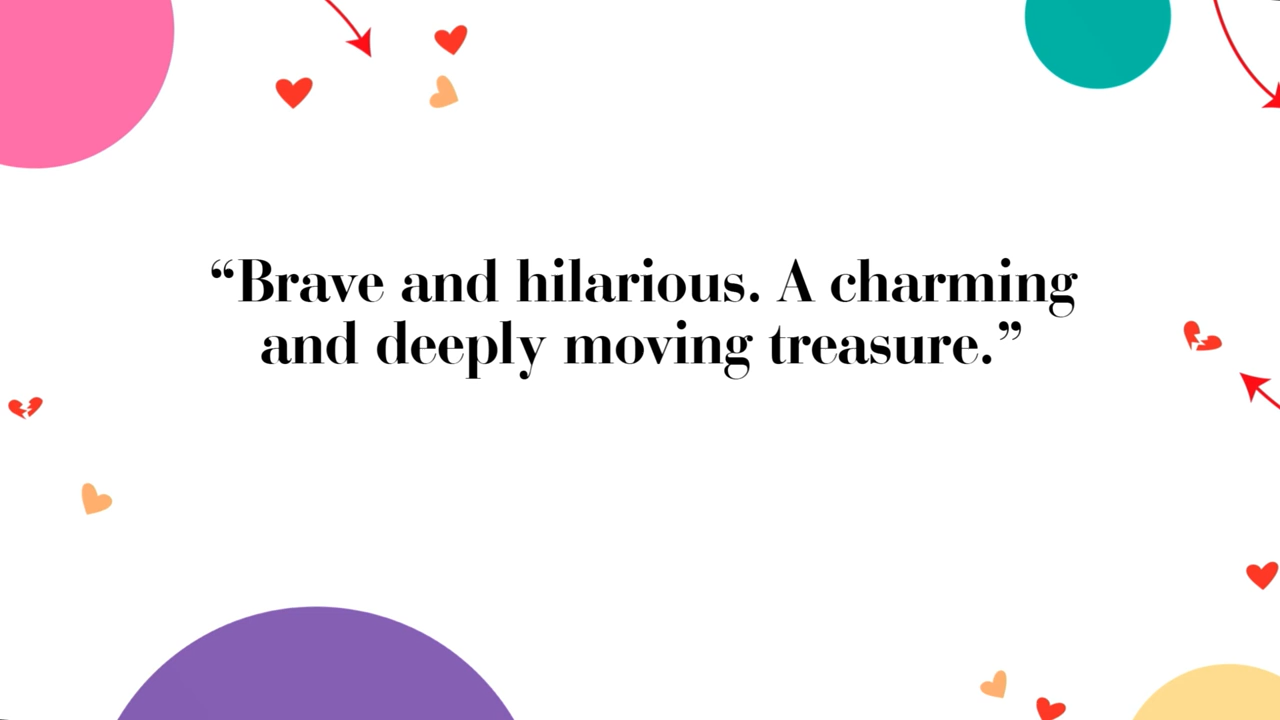 “Brave and hilarious. A charming
and deeply moving treasure.”